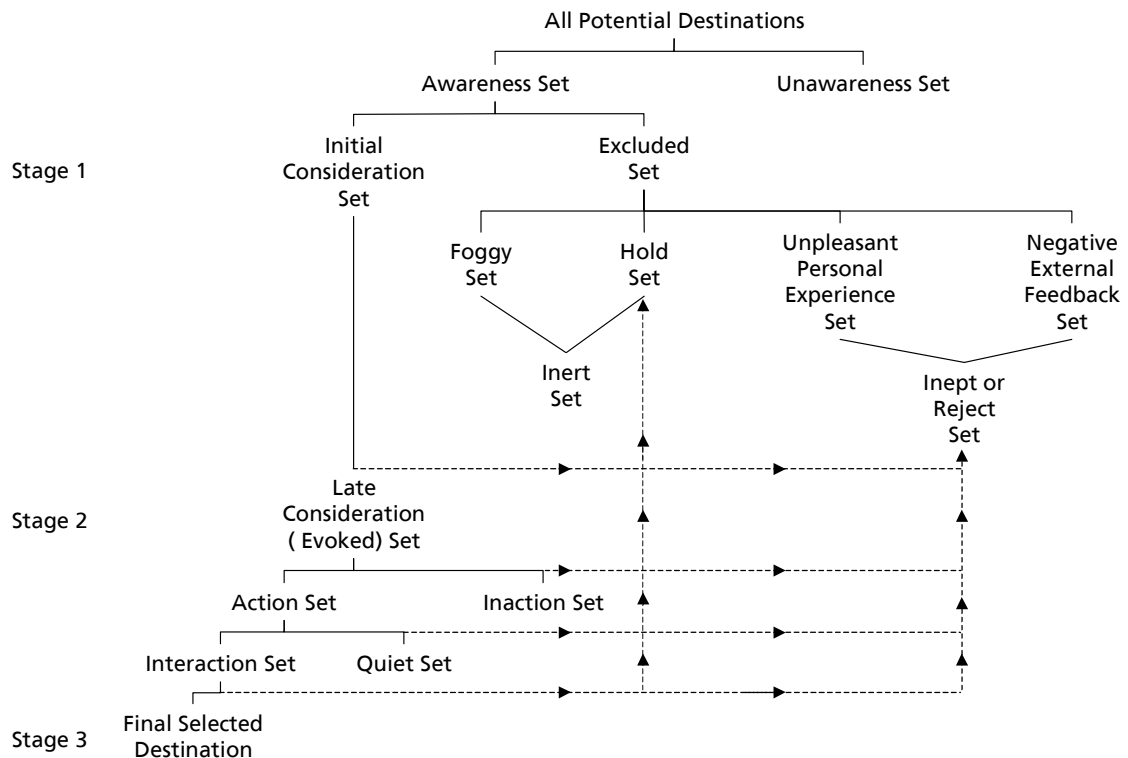 All Potential Destinations
Awareness Set
Unawareness Set
Stage 1
Initial
Consideration
Set
Excluded
Set
Foggy
Set
Hold
Set
Unpleasant
Personal
Experience
Set
Negative
External
Feedback
Set
Inert
Set
Inept or
Reject
Set
Stage 2
Late
Consideration
( Evoked) Set
Action Set
Inaction Set
Interaction Set
Quiet Set
Stage 3
Final Selected
Destination